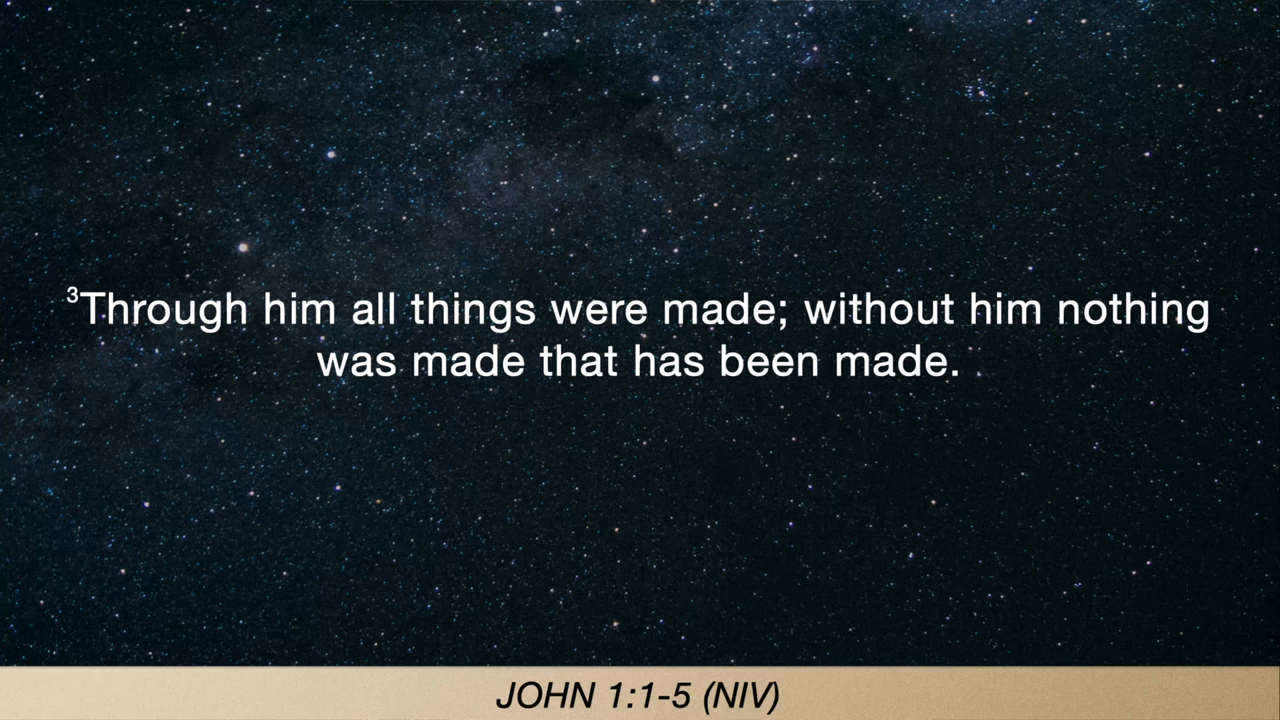 ³Through him all things were made; without him nothing
was made that has been made.
JOHN 1:1-5 (NIV)